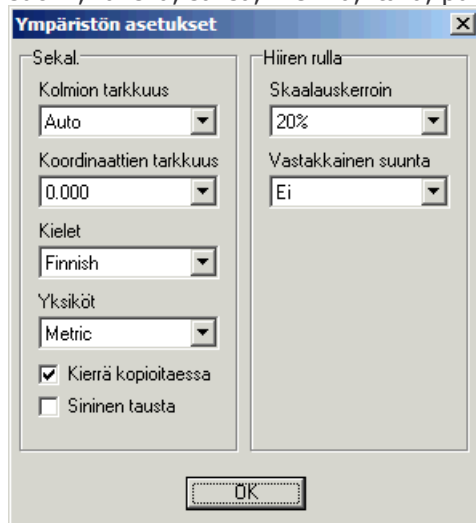 Ympäristön asetukset
Sekal.
Kolmion tarkkuus
Auto
Koordinaattien tarkkuus
0.000
Kielet
Finnish
Yksiköt
Metric
Kierrä kopioitaessa
Sininen tausta
Hiiren rulla
Skaalauskerroin
20%
Vastakkainen suunta
Ei
OK